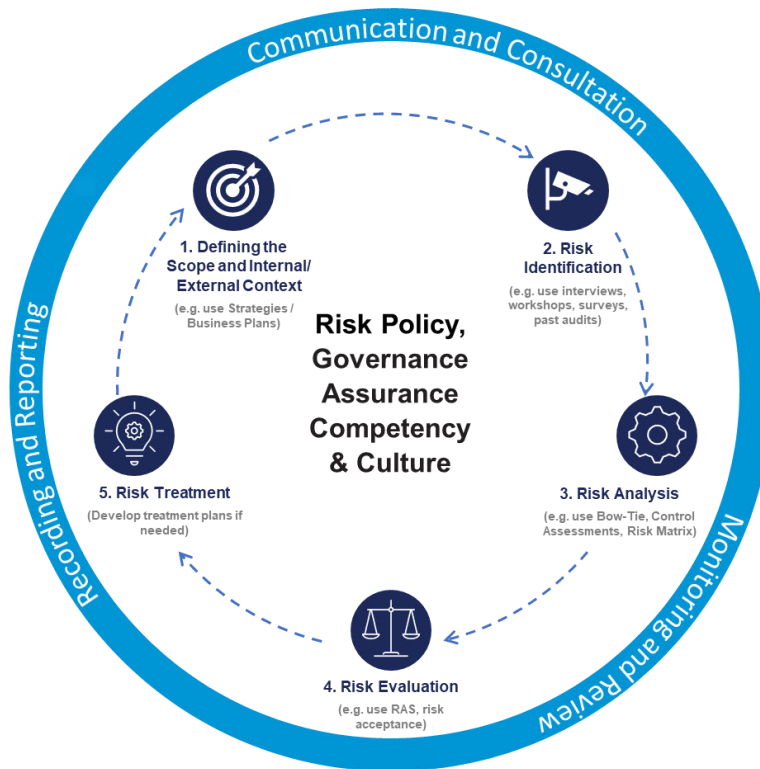 Communication and Consultation
1. Defining the
Scope and Internal/
External Context
(e.g. use Strategies /
Business Plans)
2. Risk
Identification
(e.g. use interviews,
workshops, surveys,
past audits)
Risk Policy,
Governance
Assurance
Competency
& Culture
Recording and Reporting
Monitoring and Review
3. Risk Analysis
(e.g. use Bow-Tie, Control
Assessments, Risk Matrix)
4. Risk Evaluation
(e.g. use RAS, risk
acceptance)
5. Risk Treatment
(Develop treatment plans if
needed)